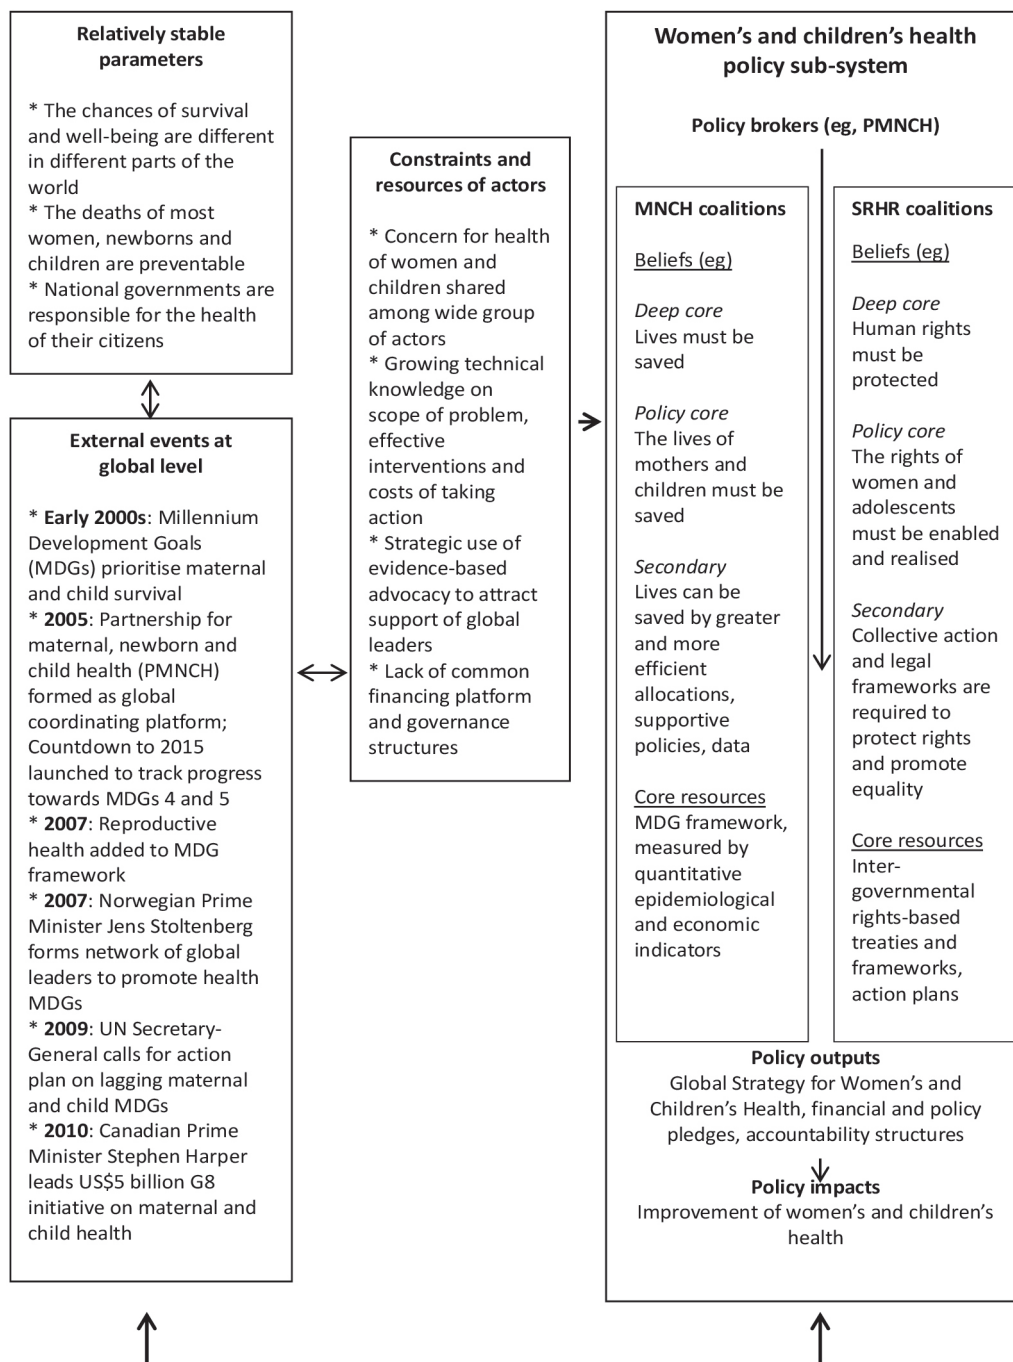 Relatively stable
parameters
* The chances of survival
and well-being are different
in different parts of the
world
* The deaths of most
women, newborns and
children are preventable
* National governments are
responsible for the health
of their citizens
External events at
global level
* Early 2000s: Millennium
Development Goals
(MDGs) prioritise maternal
and child survival
* 2005: Partnership for
maternal, newborn and
child health (PMNCH)
formed as global
coordinating platform;
Countdown to 2015
launched to track progress
towards MDGs 4 and 5
* 2007: Reproductive
health added to MDG
framework
* 2007: Norwegian Prime
Minister Jens Stoltenberg
forms network of global
leaders to promote health
MDGs
* 2009: UN Secretary-
General calls for action
plan on lagging maternal
and child MDGs
* 2010: Canadian Prime
Minister Stephen Harper
leads US$5 billion G8
initiative on maternal and
child health
Constraints and
resources of actors
* Concern for health
of women and
children shared
among wide group
of actors
* Growing technical
knowledge on
scope of problem,
effective
interventions and
costs of taking
action
* Strategic use of
evidence-based
advocacy to attract
support of global
leaders
* Lack of common
financing platform
and governance
structures
Women's and children's health
policy sub-system
Policy brokers (eg, PMNCH)
MNCH coalitions
Beliefs (eg)
Deep core
Lives must be
saved
Policy core
The lives of
mothers and
children must be
saved
Secondary
Lives can be
saved by greater
and more
efficient
allocations,
supportive
policies, data
Core resources
MDG framework,
measured by
quantitative
epidemiological
and economic
indicators
SRHR coalitions
Beliefs (eg)
Deep core
Human rights
must be
protected
Policy core
The rights of
women and
adolescents
must be enabled
and realised
Secondary
Collective action
and legal
frameworks are
required to
protect rights
and promote
equality
Core resources
Inter-
governmental
rights-based
treaties and
frameworks,
action plans
Policy outputs
Global Strategy for Women's and
Children's Health, financial and policy
pledges, accountability structures
Policy impacts
Improvement of women's and children's
health